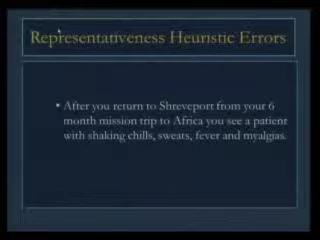 Representativeness Heuristic Errors
• After you return to Shreveport from your 6
month mission trip to Africa you see a patient
with shaking chills, sweats, fever and myalgias.